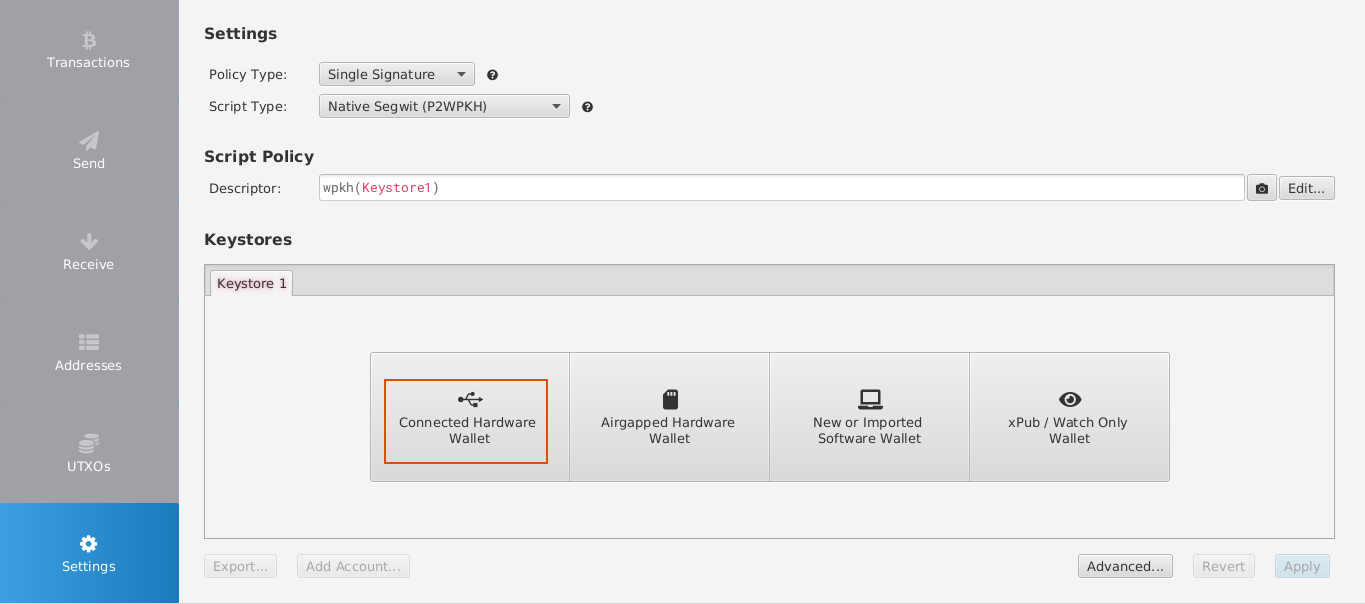 Transactions
Send
Receive
Addresses
UTXOs
Settings
Settings
Policy Type:
Single Signature
Script Type:
Native Segwit (P2WPKH)
Script Policy
Descriptor:
wpkh(Keystore1)
Edit...
Keystores
Keystore 1
Connected Hardware
Wallet
Airgapped Hardware
Wallet
New or Imported
Software Wallet
xPub / Watch Only
Wallet
Export...
Add Account...
Advanced...
Revert
Apply